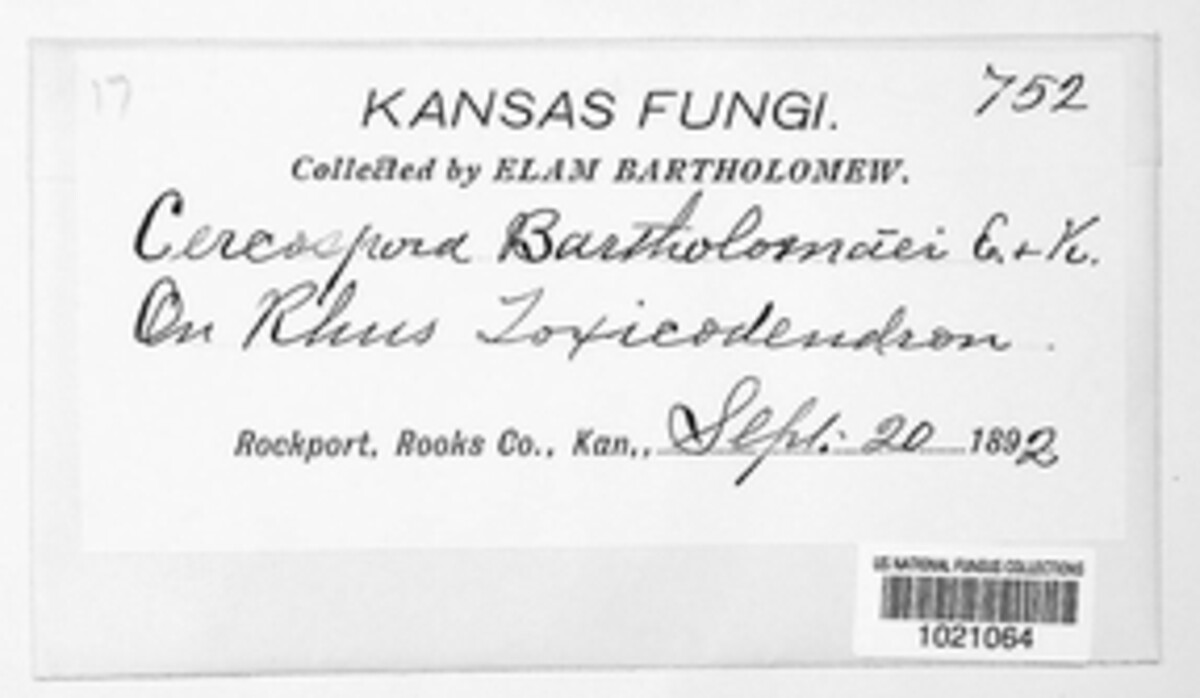 17
752
KANSAS FUNGI.
Collected by ELAM BARTHOLOMEW.
Cercospora Bartholomäei E. & K.
On Rhus Toxicodendron.
Rockport, Rooks Co., Kan., Sept. 20 1892
US NATIONAL FUNGUS COLLECTIONS
1021064